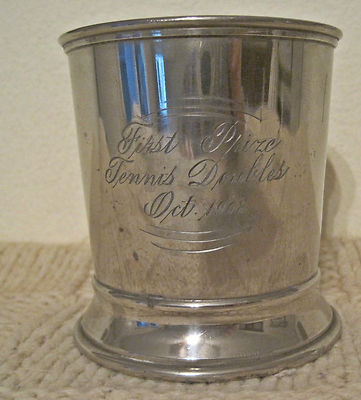 First Prize
Tennis Doubles
Oct.